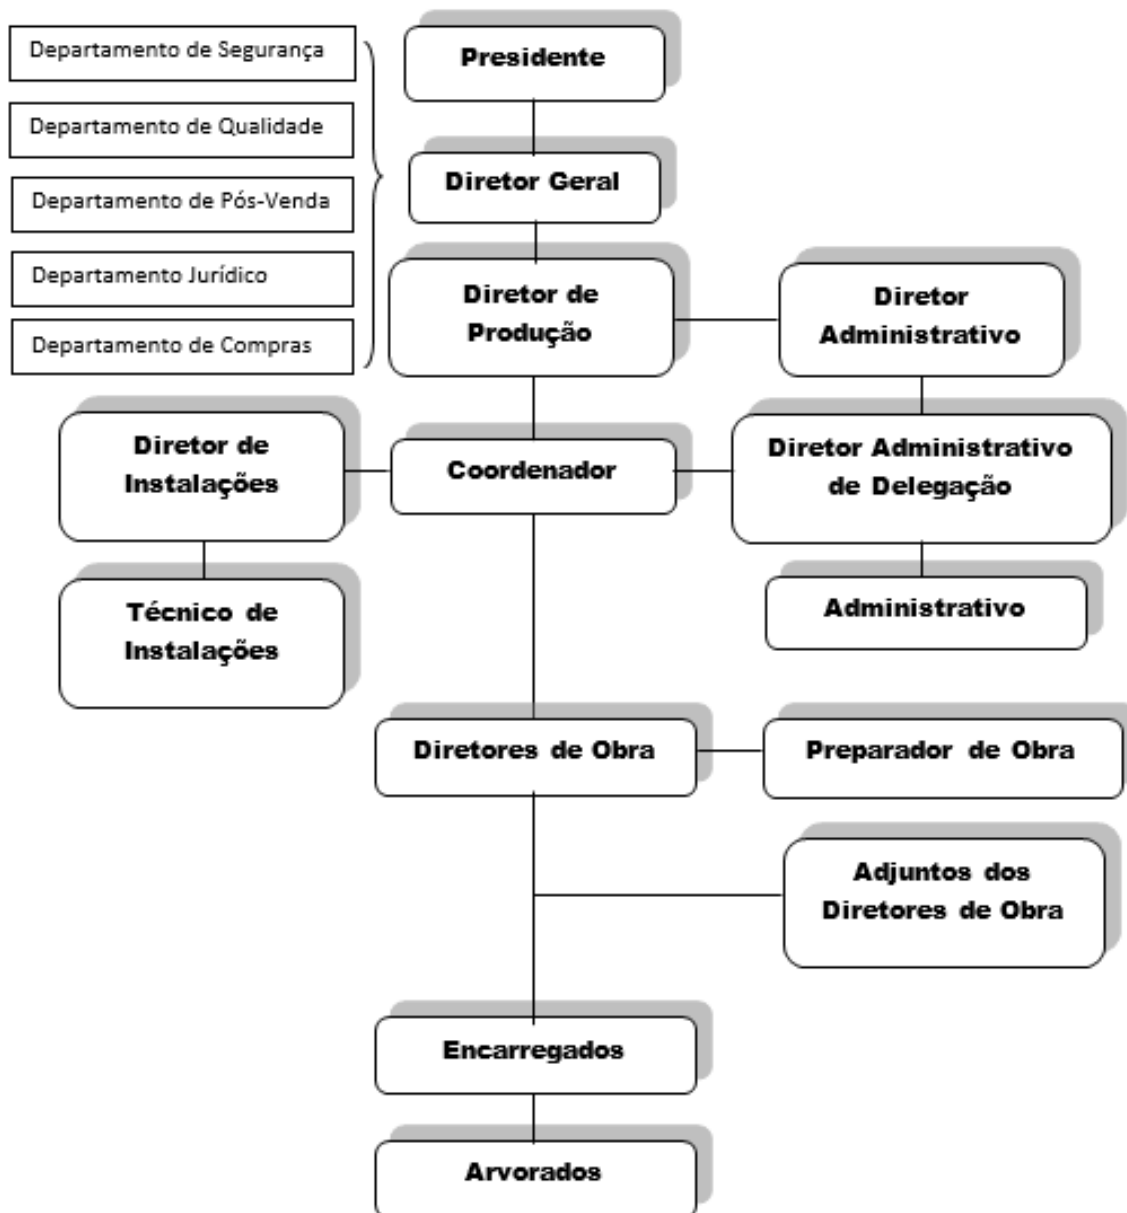 Departamento de Segurança
Departamento de Qualidade
Departamento de Pós-Venda
Departamento Jurídico
Departamento de Compras
Presidente
Diretor Geral
Diretor de
Produção
Diretor
Administrativo
Diretor de
Instalações
Coordenador
Diretor Administrativo
de Delegação
Técnico de
Instalações
Administrativo
Diretores de Obra
Preparador de Obra
Adjuntos dos
Diretores de Obra
Encarregados
Arvorados